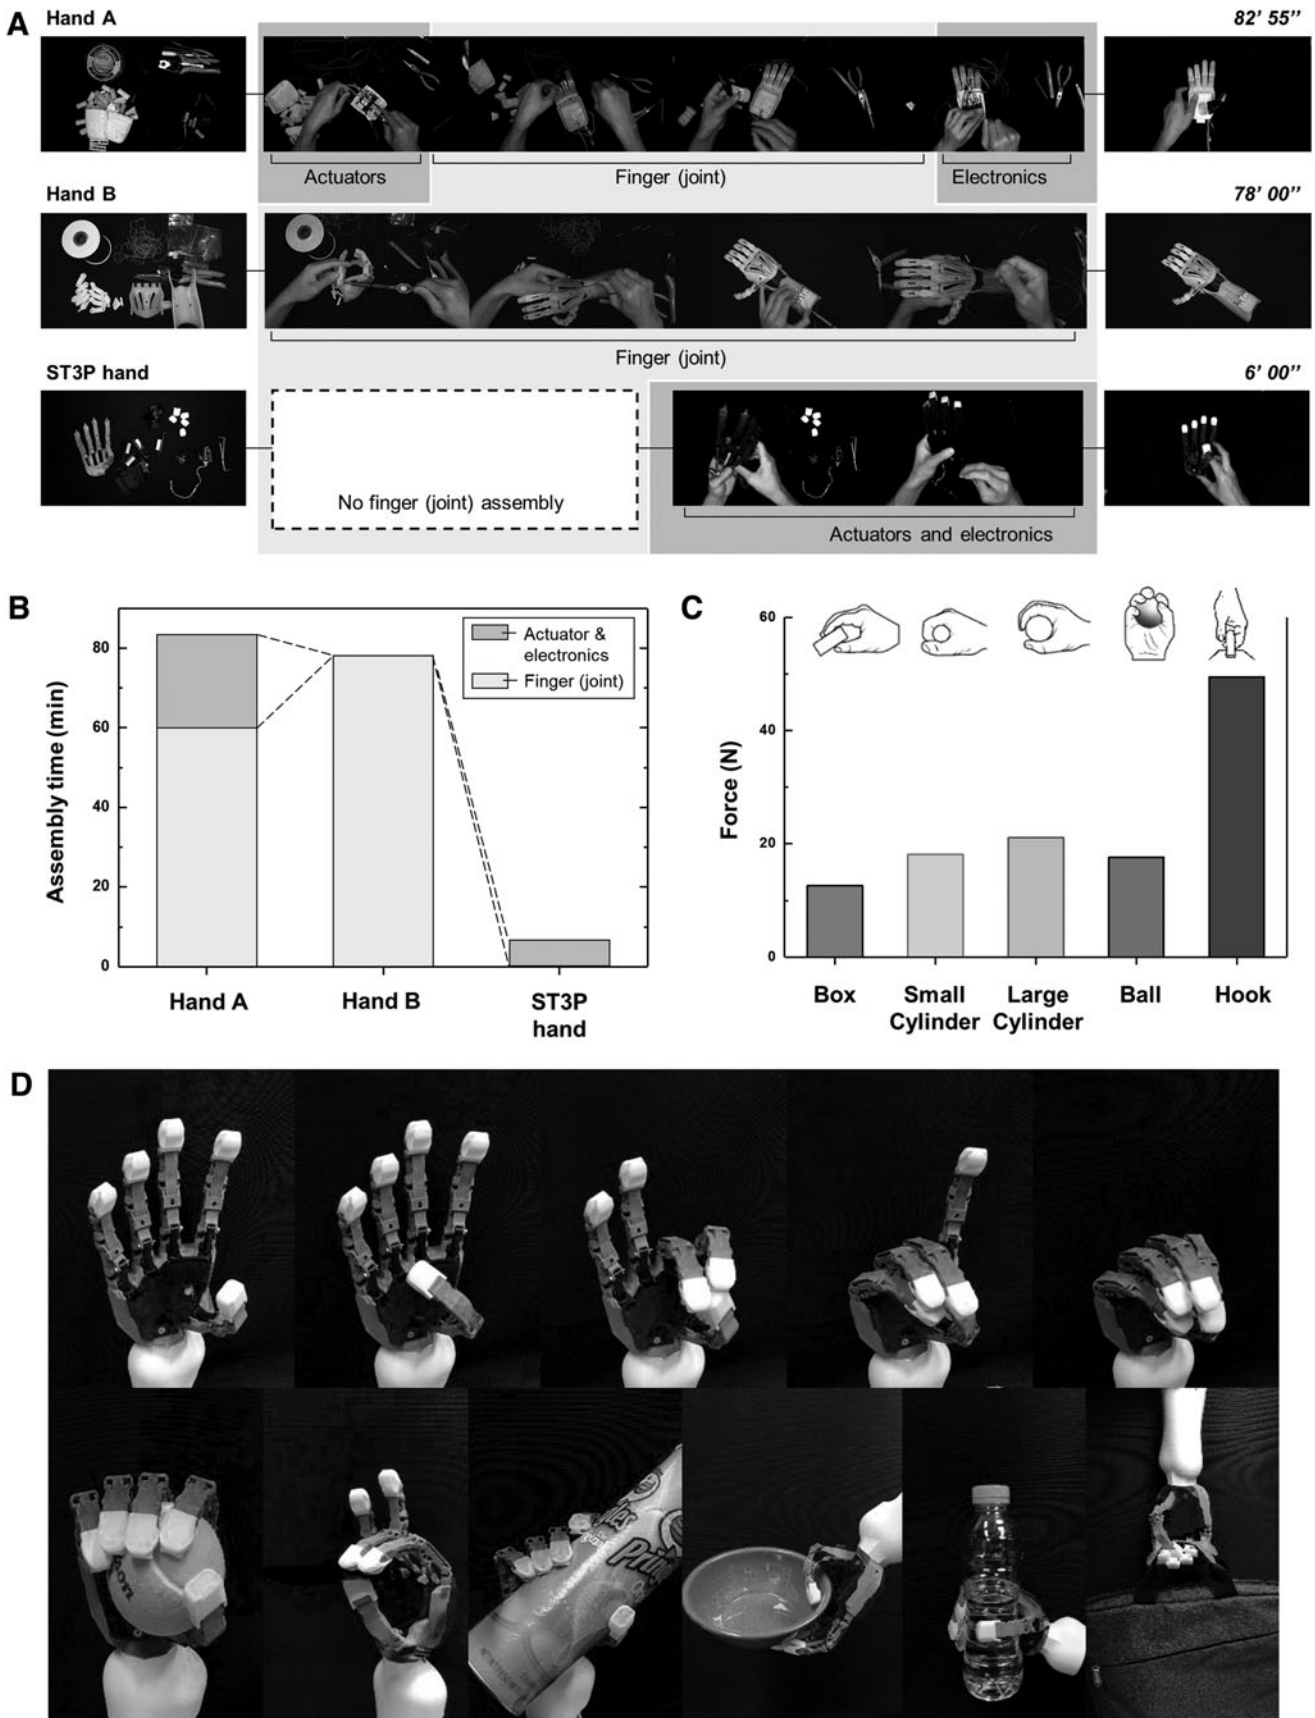 A
Hand A
82’ 55’’
Actuators
Finger (joint)
Electronics
Hand B
78’ 00’’
Finger (joint)
ST3P hand
6’ 00’’
No finger (joint) assembly
Actuators and electronics
B
Assembly time (min)
80
60
40
20
0
Actuator &
electronics
Finger (joint)
Hand A
Hand B
ST3P
hand
C
Force (N)
60
40
20
0
Box
Small
Cylinder
Large
Cylinder
Ball
Hook
D